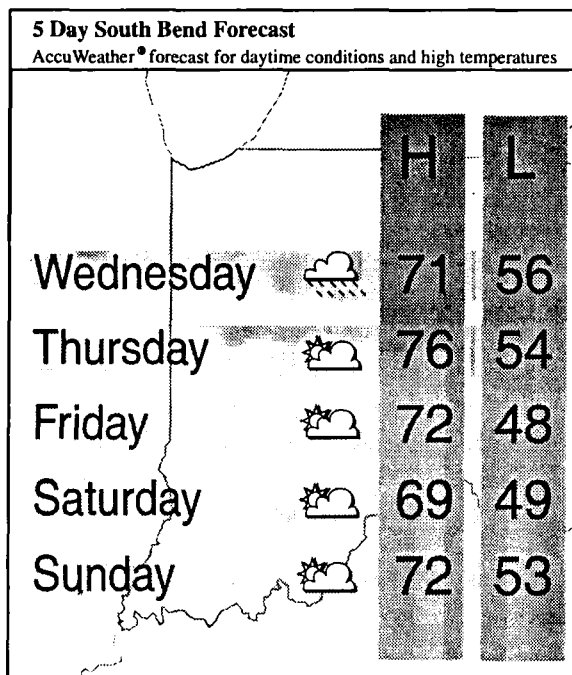 5 Day South Bend Forecast
AccuWeather® forecast for daytime conditions and high temperatures
H L
Wednesday 71 56
Thursday 76 54
Friday 72 48
Saturday 69 49
Sunday 72 53